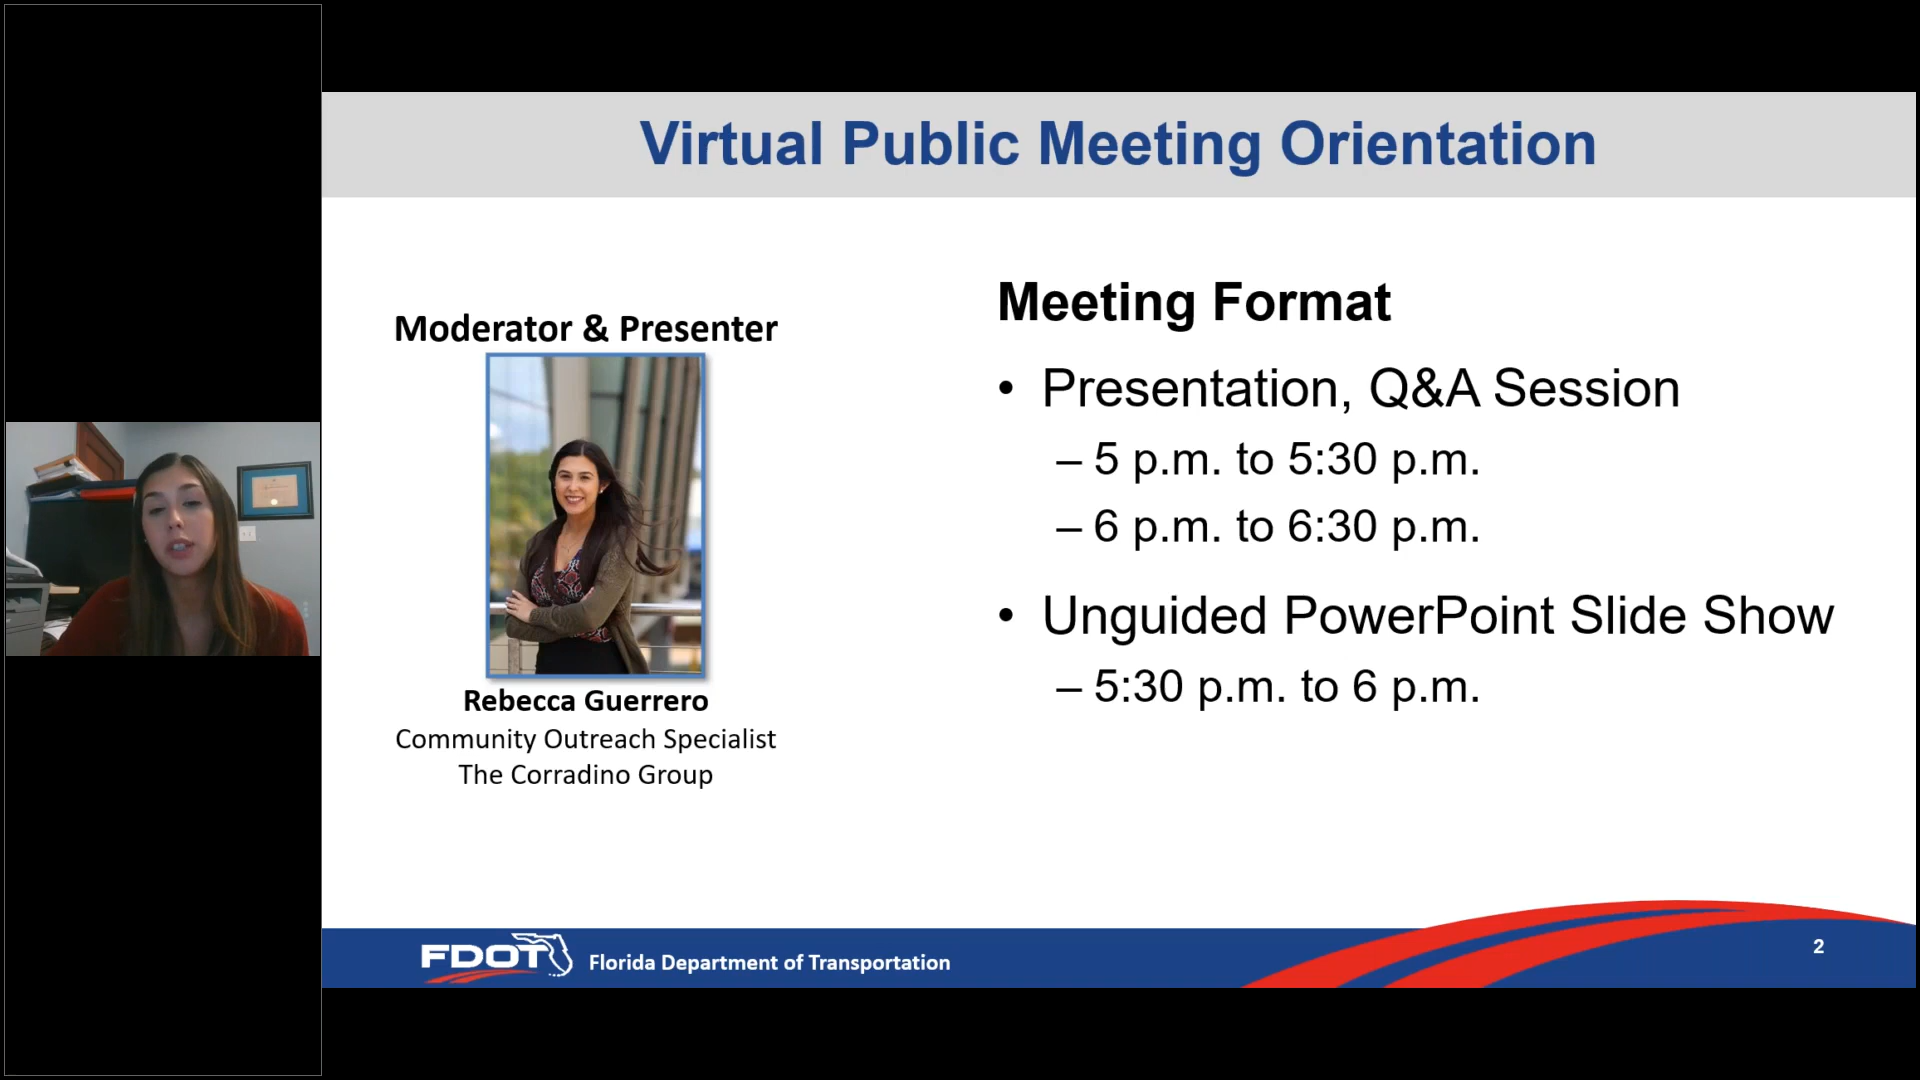 Virtual Public Meeting Orientation
Moderator & Presenter
Rebecca Guerrero
Community Outreach Specialist
The Corradino Group
Meeting Format
• Presentation, Q&A Session
– 5 p.m. to 5:30 p.m.
– 6 p.m. to 6:30 p.m.
• Unguided PowerPoint Slide Show
– 5:30 p.m. to 6 p.m.
FDOT
Florida Department of Transportation
2